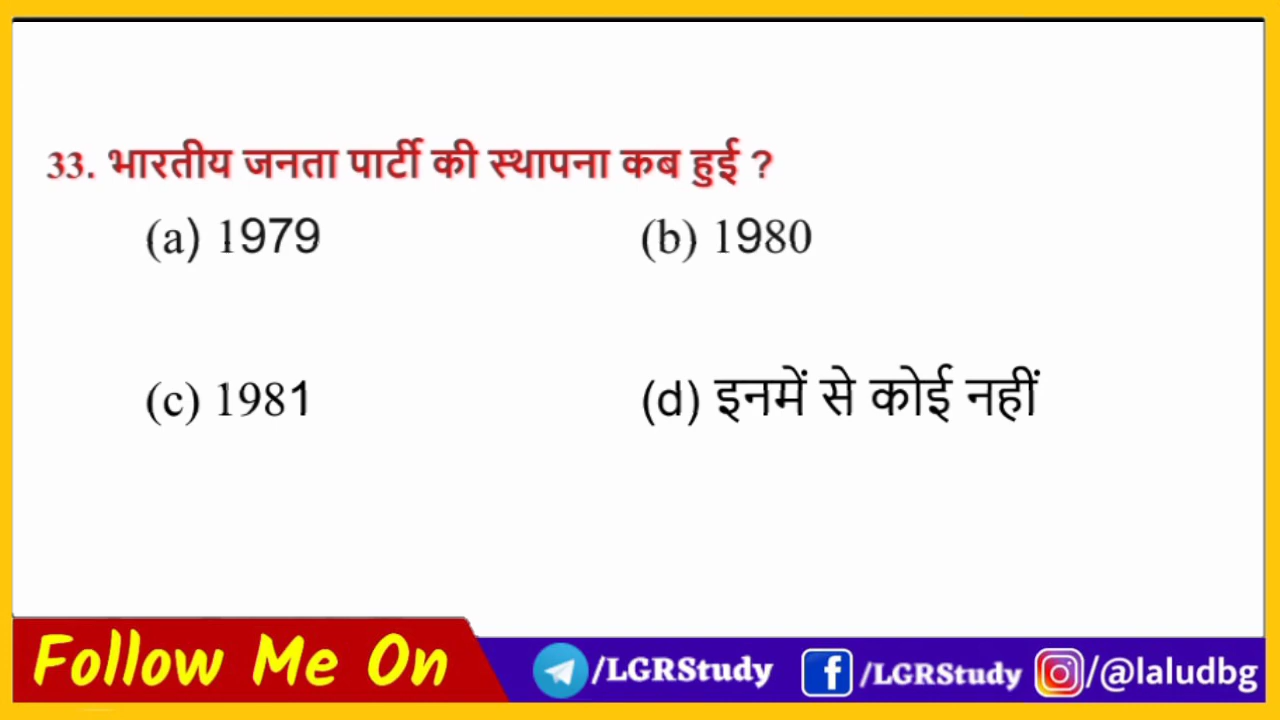 33. भारतीय जनता पार्टी की स्थापना कब हुई ?
(a) 1979 (b) 1980
(c) 1981 (d) इनमें से कोई नहीं
Follow Me On /LGRStudy /LGRStudy /@laludbg